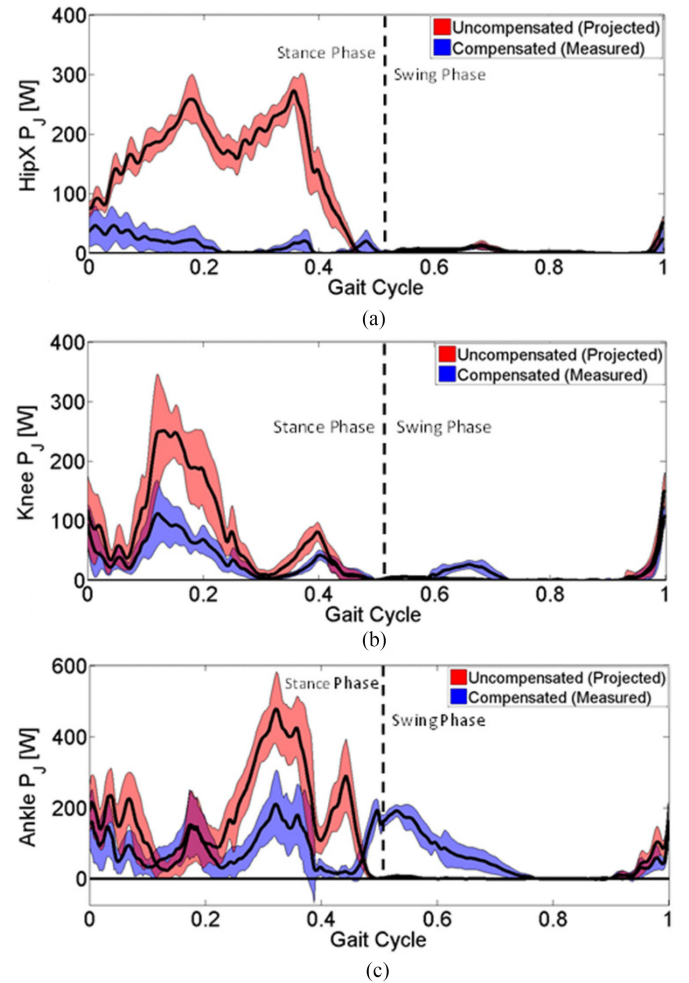 400
Uncompensated (Projected)
Compensated (Measured)
Stance Phase
Swing Phase
300
200
100
0
HipX P_J [W]
0 0.2 0.4 0.6 0.8 1
Gait Cycle
(a)
400
Uncompensated (Projected)
Compensated (Measured)
300
Stance Phase Swing Phase
200
100
0
Knee P_J [W]
0 0.2 0.4 0.6 0.8 1
Gait Cycle
(b)
600
Uncompensated (Projected)
Stance Phase
Compensated (Measured)
Swing Phase
400
200
0
Ankle P_J [W]
0 0.2 0.4 0.6 0.8 1
Gait Cycle
(c)